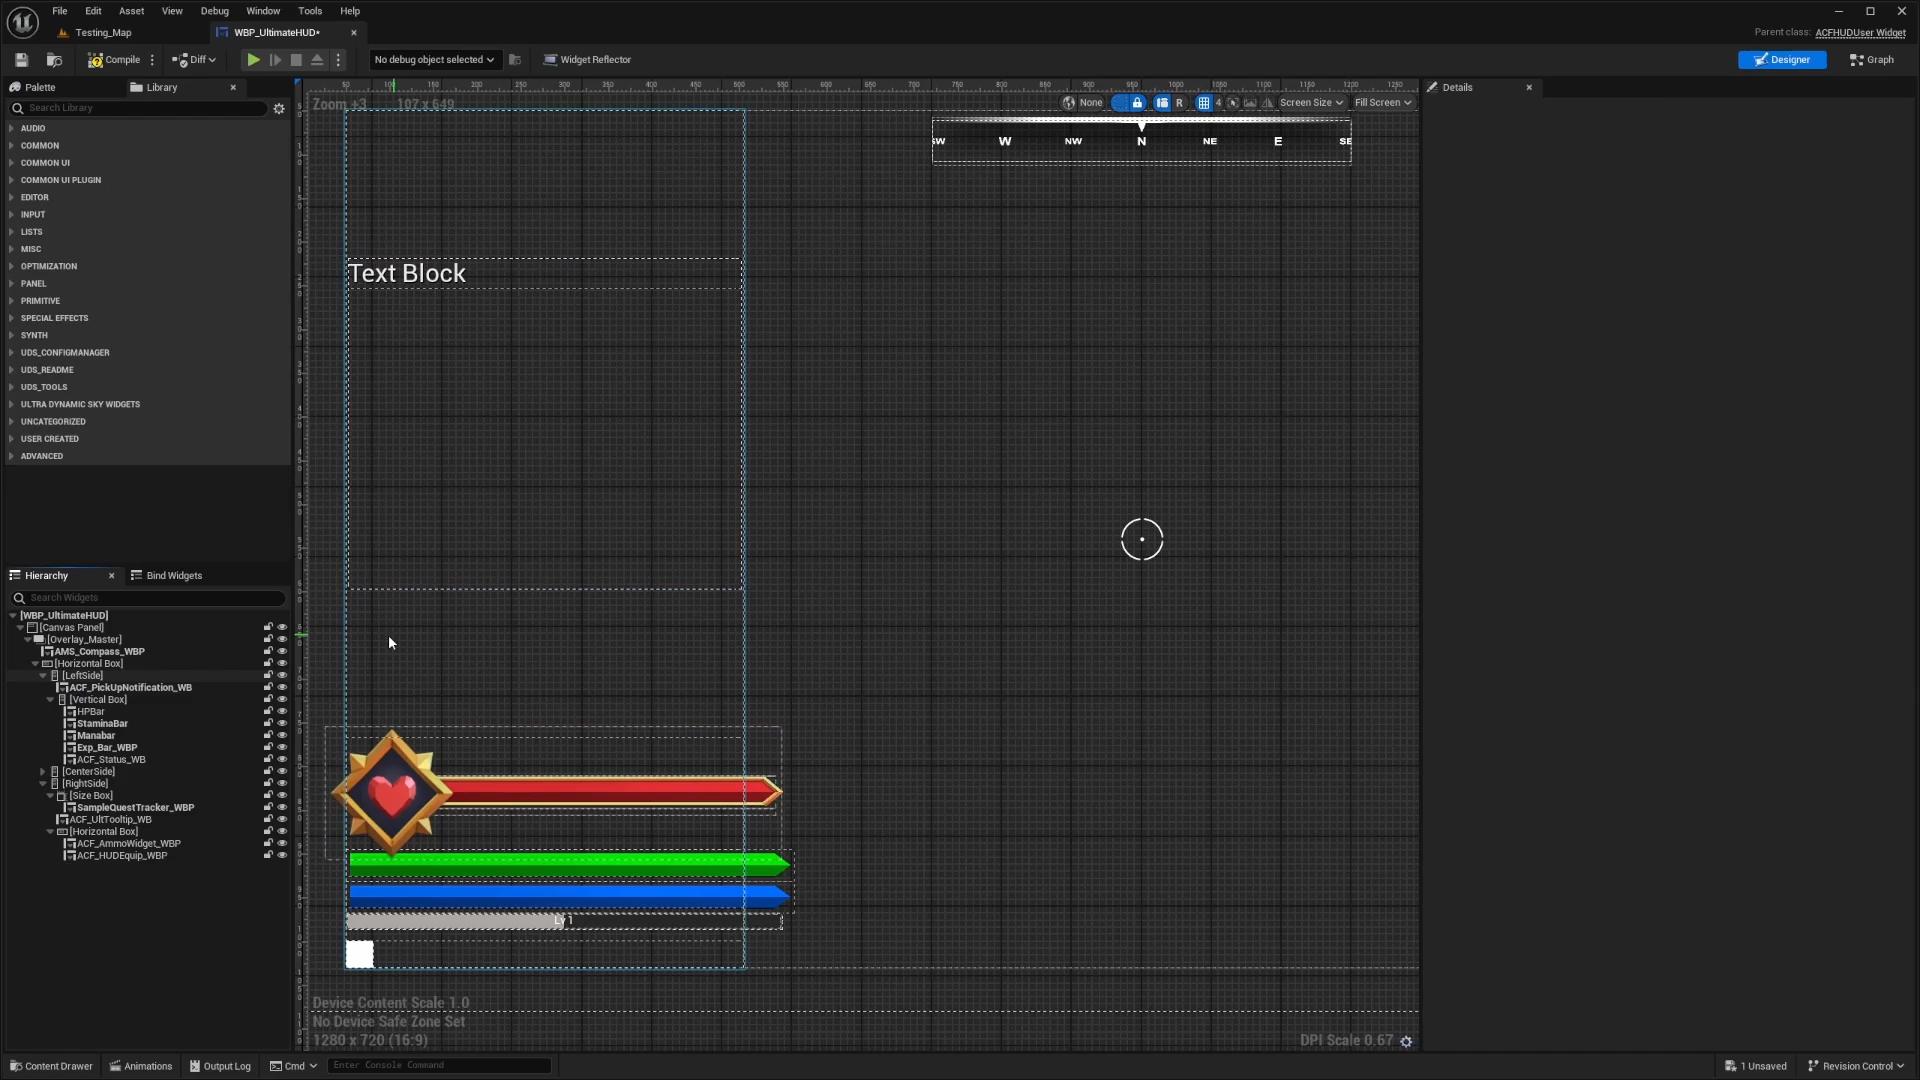 File Edit Asset View Debug Window Tools Help
Testing_Map WBP_UltimateHUD*
Parent class: ACFHUDUser Widget
Compile Diff No debug object selected Widget Reflector Designer Graph
Palette Library Details
Search Library
Zoom +3 107 x 649 None R 4 Screen Size Fill Screen
AUDIO
COMMON
COMMON UI
COMMON UI PLUGIN
EDITOR
INPUT
LISTS
MISC
OPTIMIZATION
PANEL
PRIMITIVE
SPECIAL EFFECTS
SYNTH
UDS_CONFIGMANAGER
UDS_README
UDS_TOOLS
ULTRA DYNAMIC SKY WIDGETS
UNCATEGORIZED
USER CREATED
ADVANCED
W NW N NE E SE
Text Block
Hierarchy Bind Widgets
Search Widgets
[WBP_UltimateHUD]
[Canvas Panel]
[Overlay_Master]
AMS_Compass_WBP
[Horizontal Box]
[LeftSide]
ACF_PickUpNotification_WB
[Vertical Box]
HPBar
StaminaBar
Manabar
Exp_Bar_WBP
ACF_Status_WB
[CenterSide]
[RightSide]
[Size Box]
SampleQuestTracker_WBP
ACF_UltTooltip_WB
[Horizontal Box]
ACF_AmmoWidget_WBP
ACF_HUDEquip_WBP
Lv 1
Device Content Scale 1.0
No Device Safe Zone Set
1280 x 720 (16:9)
DPI Scale 0.67
Content Drawer Animations Output Log Cmd Enter Console Command 1 Unsaved Revision Control